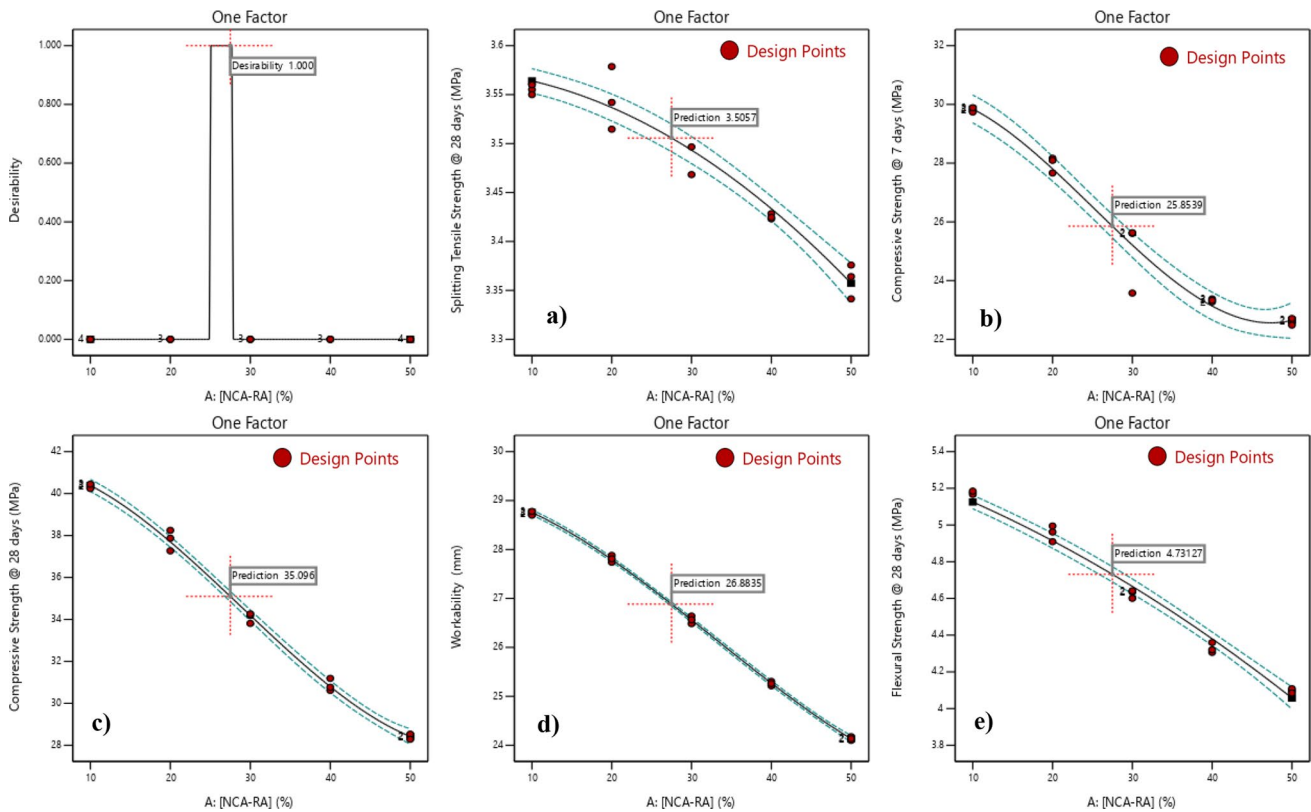 One Factor
1.000
0.800
0.600
0.400
0.200
0.000
Desirability
Desirability 1.000
4
3
3
3
4
10 20 30 40 50
A: [NCA-RA] (%)
One Factor
Design Points
3.6
3.55
3.5
3.45
3.4
3.35
3.3
Splitting Tensile Strength @ 28 days (MPa)
Prediction 3.5057
a)
10 20 30 40 50
A: [NCA-RA] (%)
One Factor
Design Points
32
30
28
26
24
22
Compressive Strength @ 7 days (MPa)
Prediction 25.8539
2
2
b)
10 20 30 40 50
A: [NCA-RA] (%)
One Factor
Design Points
42
40
38
36
34
32
30
28
Compressive Strength @ 28 days (MPa)
Prediction 35.096
2
c)
10 20 30 40 50
A: [NCA-RA] (%)
One Factor
Design Points
29
28
27
26
25
24
Workability (mm)
Prediction 26.8835
2
d)
10 20 30 40 50
A: [NCA-RA] (%)
One Factor
Design Points
5.4
5.2
5
4.8
4.6
4.4
4.2
4
3.8
Flexural Strength @ 28 days (MPa)
Prediction 4.73127
2
e)
10 20 30 40 50
A: [NCA-RA] (%)